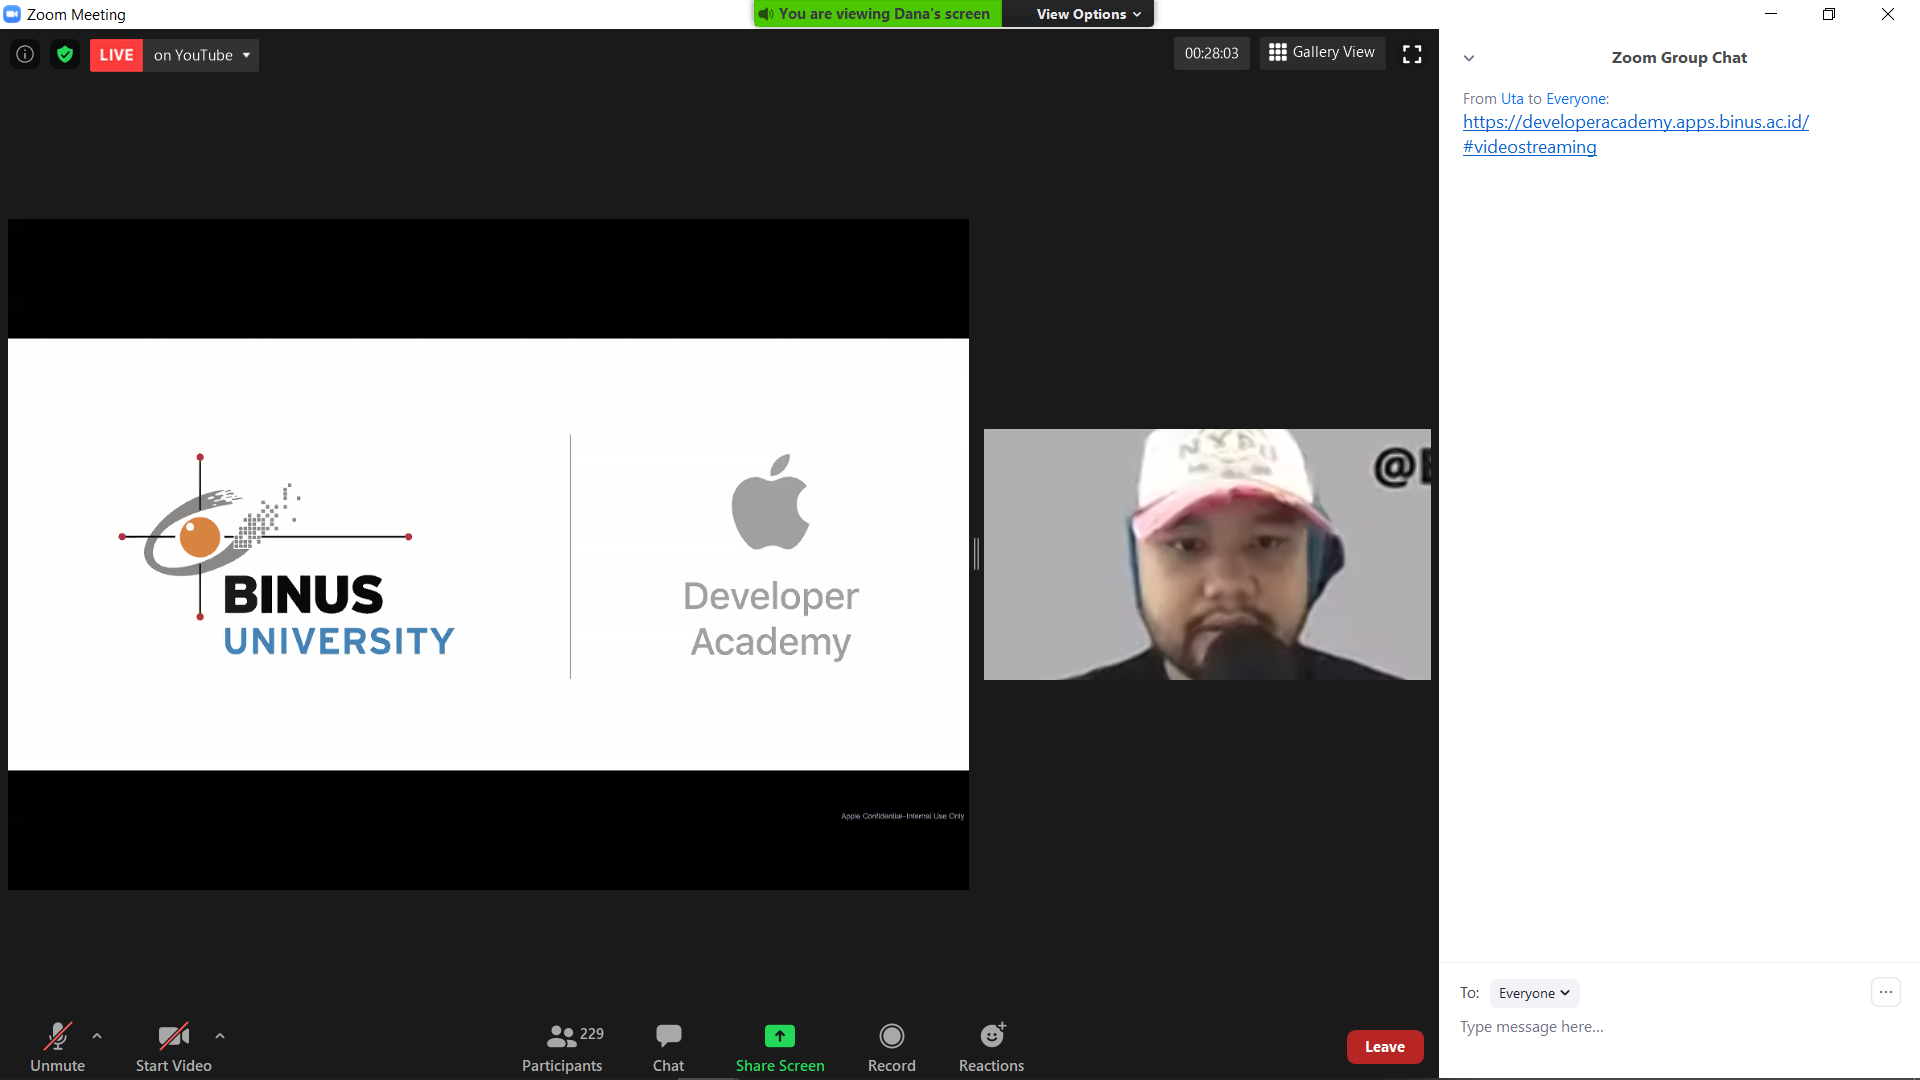 Zoom Meeting
You are viewing Dana's screen
View Options
LIVE
on YouTube
00:28:03
Gallery View
Zoom Group Chat
From Uta to Everyone:
https://developeracademy.apps.binus.ac.id/
#videostreaming
BINUS
UNIVERSITY
Developer
Academy
Apple Confidential–Internal Use Only
To:
Everyone
Type message here...
Unmute
Start Video
229
Participants
Chat
Share Screen
Record
Reactions
Leave